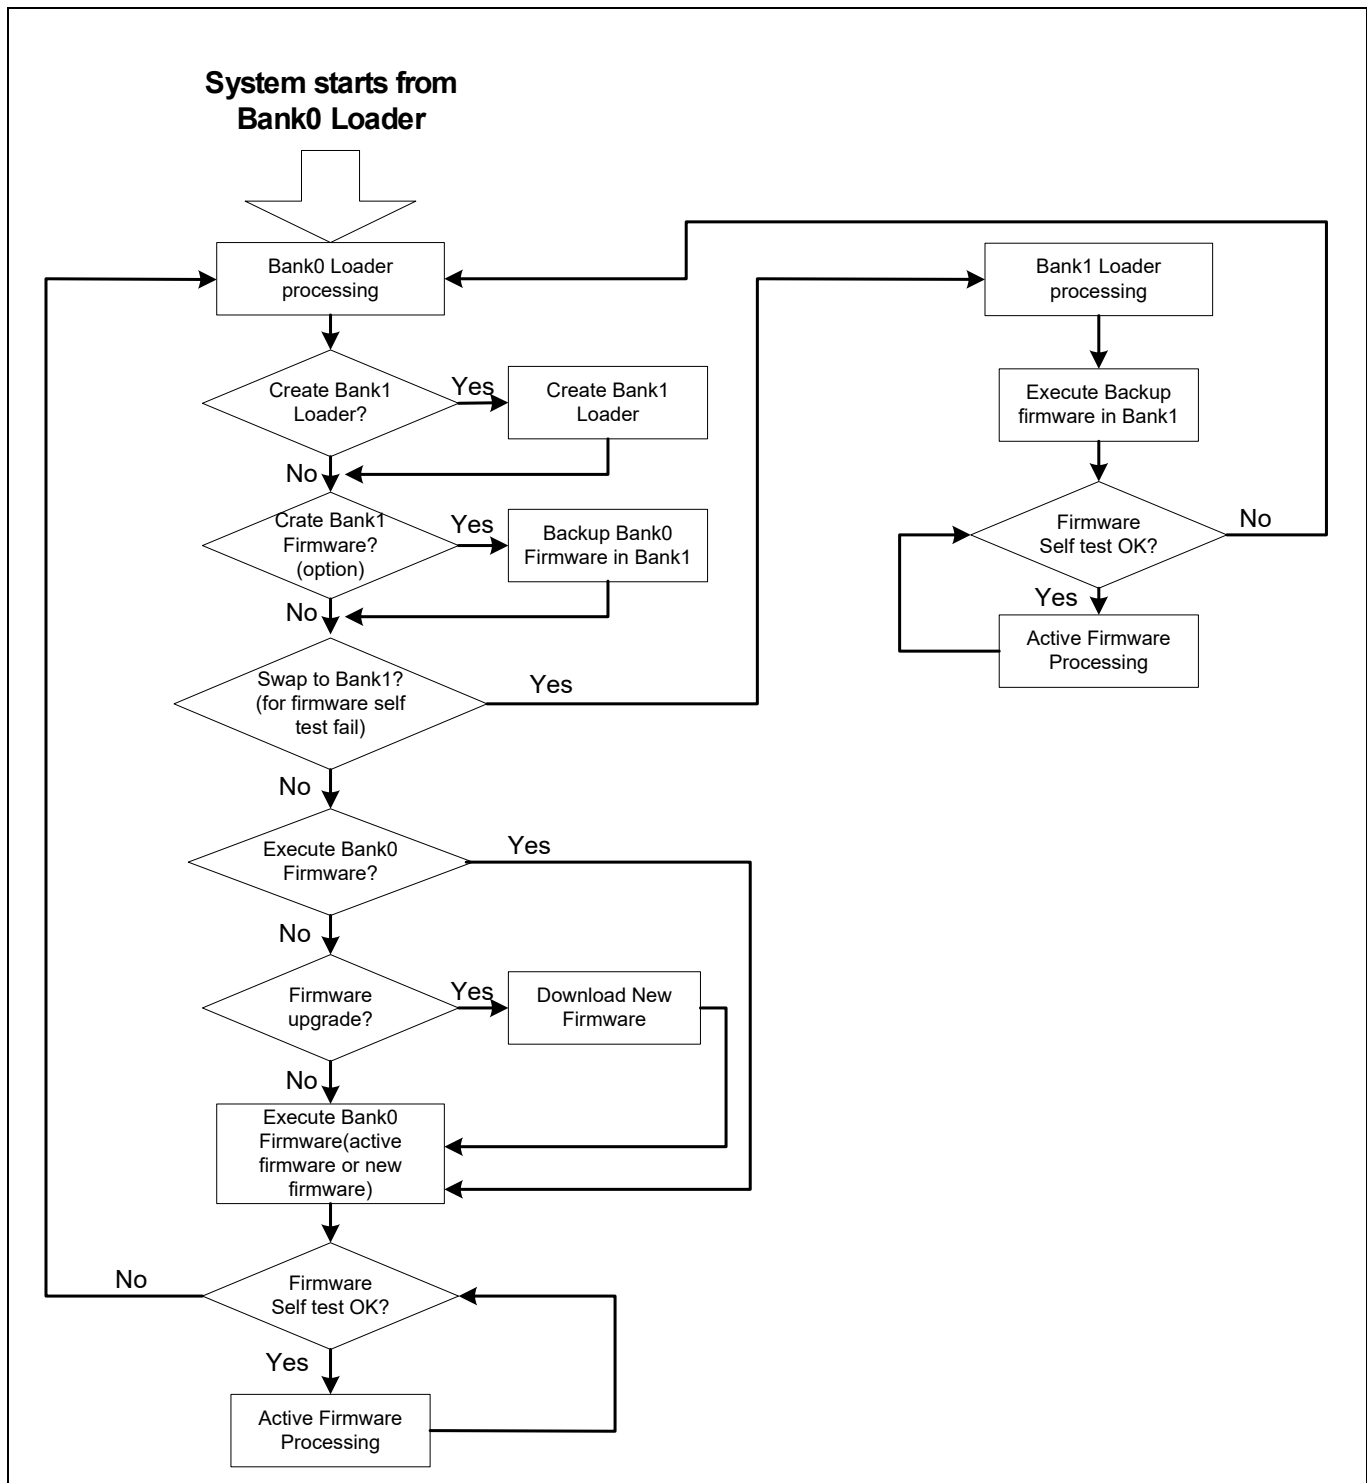 System starts from
Bank0 Loader
Bank0 Loader
processing
Create Bank1
Loader?
Yes
Create Bank1
Loader
No
Crate Bank1
Firmware?
(option)
Yes
Backup Bank0
Firmware in Bank1
No
Swap to Bank1?
(for firmware self
test fail)
Yes
No
Execute Bank0
Firmware?
Yes
No
Firmware
upgrade?
Yes
Download New
Firmware
No
Execute Bank0
Firmware(active
firmware or new
firmware)
Firmware
Self test OK?
No
Yes
Active Firmware
Processing
Bank1 Loader
processing
Execute Backup
firmware in Bank1
Firmware
Self test OK?
No
Yes
Active Firmware
Processing